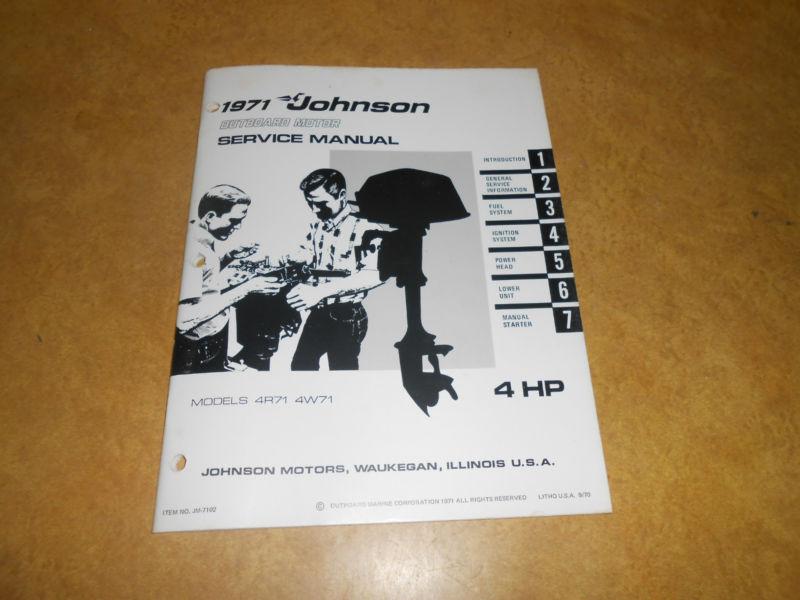 1971 Johnson
OUTBOARD MOTOR
SERVICE MANUAL
INTRODUCTION 1
GENERAL
SERVICE
INFORMATION 2
FUEL
SYSTEM 3
IGNITION
SYSTEM 4
POWER
HEAD 5
LOWER
UNIT 6
MANUAL
STARTER 7
MODELS 4R71 4W71
4 HP
JOHNSON MOTORS, WAUKEGAN, ILLINOIS U.S.A.
ITEM NO. JM-7102
© OUTBOARD MARINE CORPORATION 1971 ALL RIGHTS RESERVED
LITHO U.S.A. 9/70